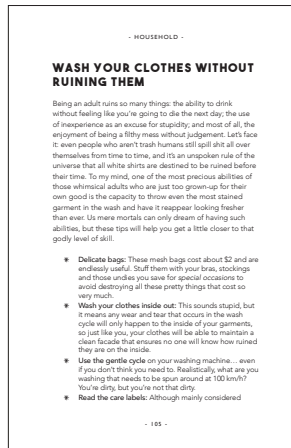 - HOUSEHOLD -
WASH YOUR CLOTHES WITHOUT
RUINING THEM
Being an adult ruins so many things: the ability to drink
without feeling like you're going to die the next day; the use
of inexperience as an excuse for stupidity; and most of all, the
enjoyment of being a filthy mess without judgement. Let's face
it: even people who aren't trash humans still spill shit all over
themselves from time to time, and it's an unspoken rule of the
universe that all white shirts are destined to be ruined before
their time. To my mind, one of the most precious abilities of
those whimsical adults who are just too grown-up for their
own good is the capacity to throw even the most stained
garment in the wash and have it reappear looking fresher
than ever. Us mere mortals can only dream of having such
abilities, but these tips will get you a little closer to that
godly level of skill.
✷ Delicate bags: These mesh bags cost about $2 and are
endlessly useful. Stuff them with your bras, stockings
and those undies you save for special occasions to
avoid destroying all these pretty things that cost so
very much.
✷ Wash your clothes inside out: This sounds stupid, but
it means any wear and tear that occurs in the wash
cycle will only happen to the inside of your garments,
so just like you, your clothes will be able to maintain a
clean facade that ensures no one will know how ruined
they are on the inside.
✷ Use the gentle cycle on your washing machine... even
if you don't think you need to. Realistically, what are you
washing that needs to be spun around at 100 km/h?
You're dirty, but you're not that dirty.
✷ Read the care labels: Although mainly considered
- 105 -